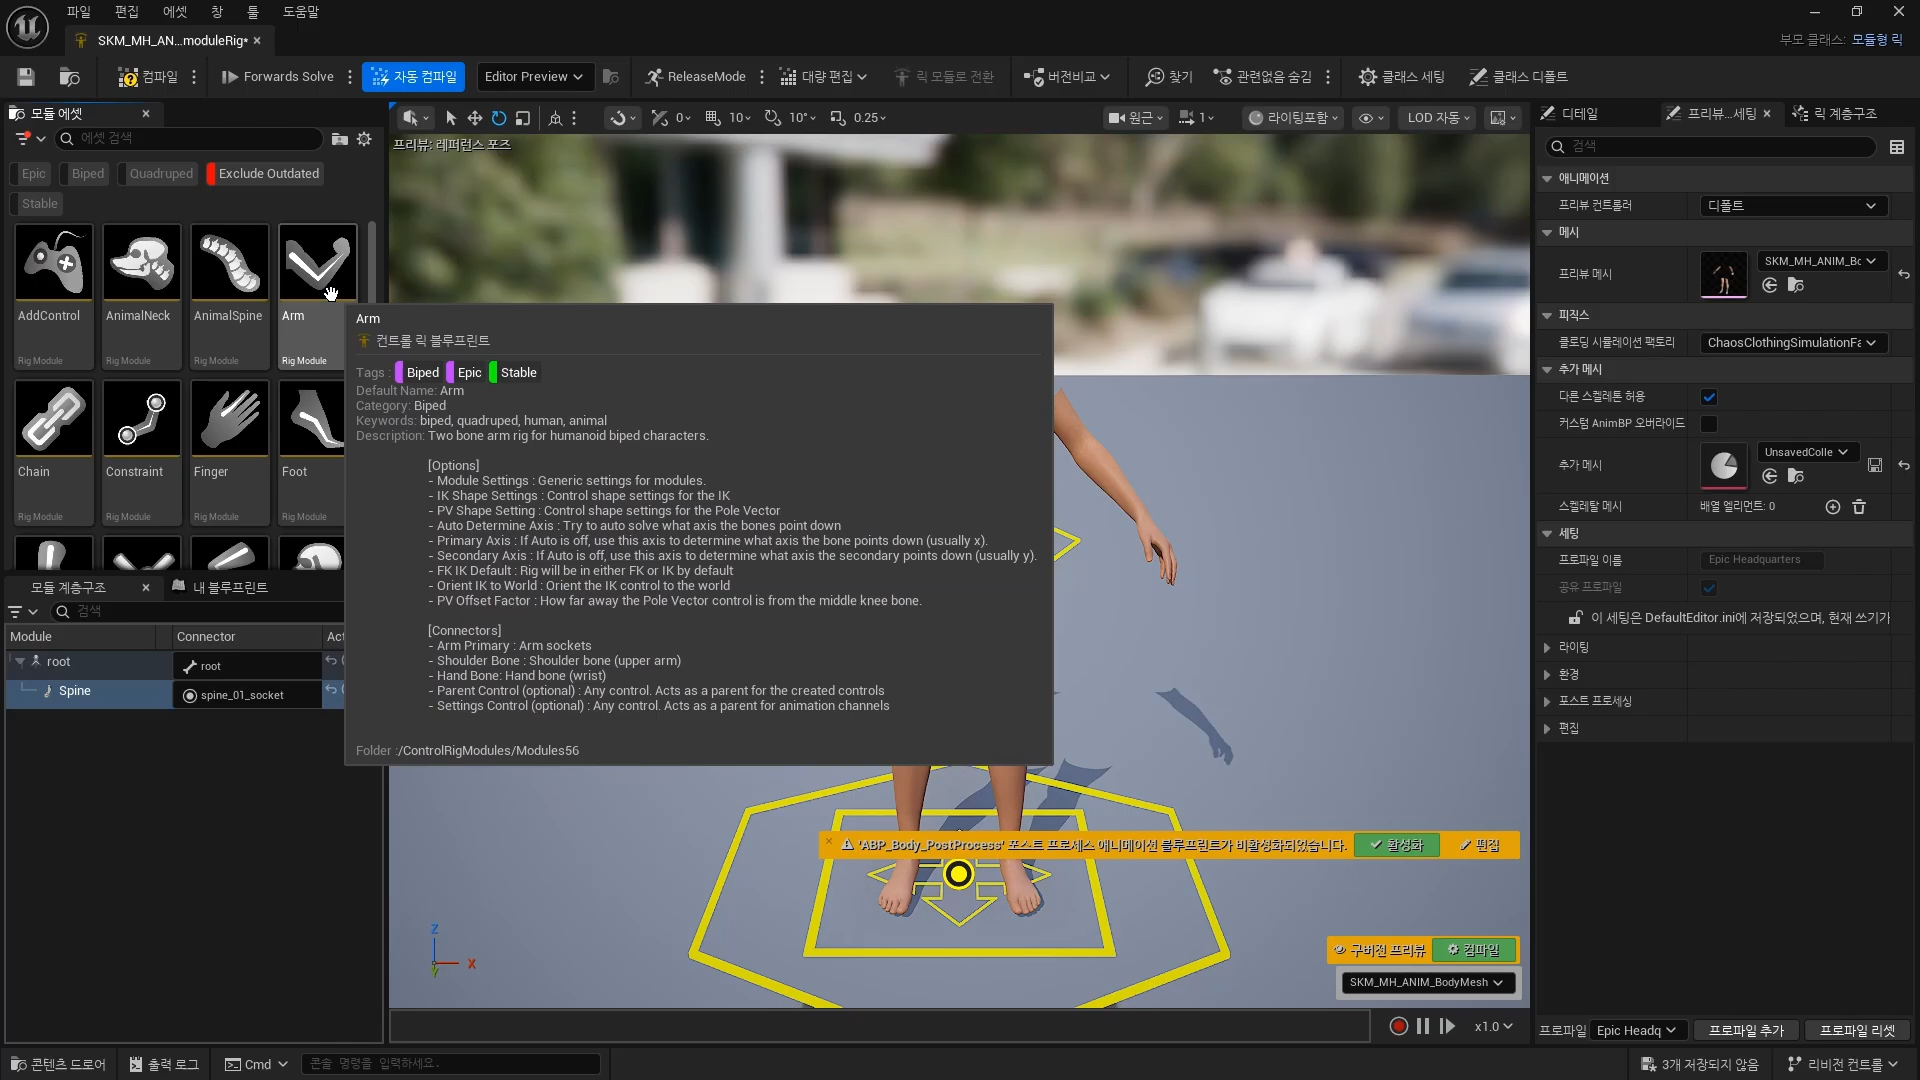 파일 편집 에셋 창 툴 도움말
SKM_MH_AN...moduleRig*
부모 클래스: 모듈형 릭
컴파일 Forwards Solve 자동 컴파일 Editor Preview ReleaseMode 대량 편집 릭 모듈로 전환 버전비교 찾기 관련없음 숨김 클래스 세팅 클래스 디폴트
모듈 에셋
에셋 검색
Epic Biped Quadruped Exclude Outdated
Stable
AddControl AnimalNeck AnimalSpine Arm
Rig Module Rig Module Rig Module Rig Module
Chain Constraint Finger Foot
Rig Module Rig Module Rig Module Rig Module
모듈 계층구조 내 블루프린트
검색
Module Connector Act
root root
Spine spine_01_socket
0 10 10° 0.25 원근 1 라이팅포함 LOD 자동
프리뷰: 레퍼런스 포즈
Arm
컨트롤 릭 블루프린트
Tags : Biped Epic Stable
Default Name: Arm
Category: Biped
Keywords: biped, quadruped, human, animal
Description: Two bone arm rig for humanoid biped characters.
[Options]
- Module Settings : Generic settings for modules.
- IK Shape Settings : Control shape settings for the IK
- PV Shape Setting : Control shape settings for the Pole Vector
- Auto Determine Axis : Try to auto solve what axis the bones point down
- Primary Axis : If Auto is off, use this axis to determine what axis the bone points down (usually x).
- Secondary Axis : If Auto is off, use this axis to determine what axis the secondary points down (usually y).
- FK IK Default : Rig will be in either FK or IK by default
- Orient IK to World : Orient the IK control to the world
- PV Offset Factor : How far away the Pole Vector control is from the middle knee bone.
[Connectors]
- Arm Primary : Arm sockets
- Shoulder Bone : Shoulder bone (upper arm)
- Hand Bone: Hand bone (wrist)
- Parent Control (optional) : Any control. Acts as a parent for the created controls
- Settings Control (optional) : Any control. Acts as a parent for animation channels
Folder :/ControlRigModules/Modules56
'ABP_Body_PostProcess' 포스트 프로세스 애니메이션 블루프린트가 비활성화되었습니다. 활성화 편집
Z
X
Y
구버전 프리뷰 컴파일
SKM_MH_ANIM_BodyMesh
x1.0
디테일 프리뷰...세팅 릭 계층구조
검색
애니메이션
프리뷰 컨트롤러 디폴트
메시
프리뷰 메시 SKM_MH_ANIM_Bc
피직스
클로딩 시뮬레이션 팩토리 ChaosClothingSimulationFa
추가 메시
다른 스켈레톤 허용
커스텀 AnimBP 오버라이드
추가 메시 UnsavedColle
스켈레탈 메시 배열 엘리먼트: 0
세팅
프로파일 이름 Epic Headquarters
공유 프로파일
이 세팅은 DefaultEditor.ini에 저장되었으며, 현재 쓰기가
라이팅
환경
포스트 프로세싱
편집
프로파일 Epic Headq 프로파일 추가 프로파일 리셋
콘텐츠 드로어 출력 로그 Cmd 콘솔 명령을 입력하세요. 3개 저장되지 않음 리비전 컨트롤